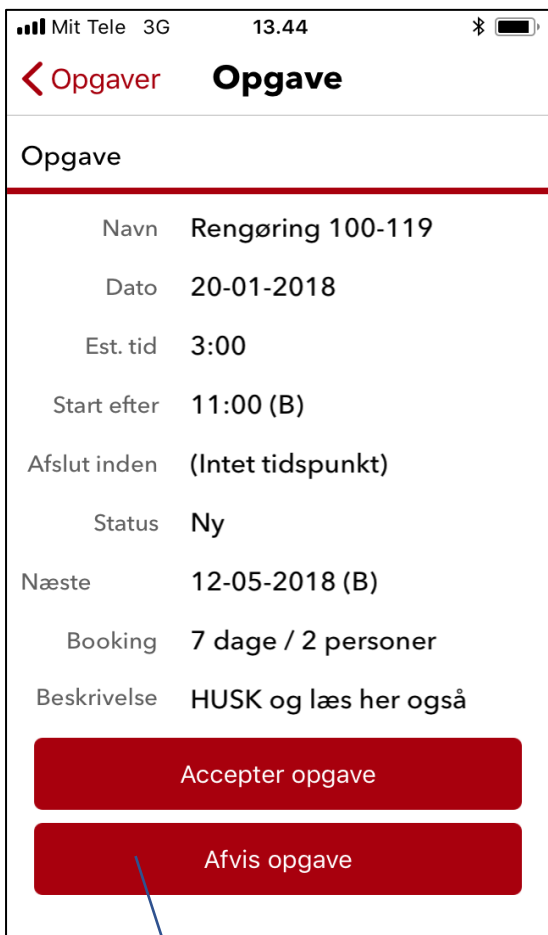 Mit Tele 3G 13.44
Opgaver Opgave
Opgave
Navn Rengøring 100-119
Dato 20-01-2018
Est. tid 3:00
Start efter 11:00 (B)
Afslut inden (Intet tidspunkt)
Status Ny
Næste 12-05-2018 (B)
Booking 7 dage / 2 personer
Beskrivelse HUSK og læs her også
Accepter opgave
Afvis opgave